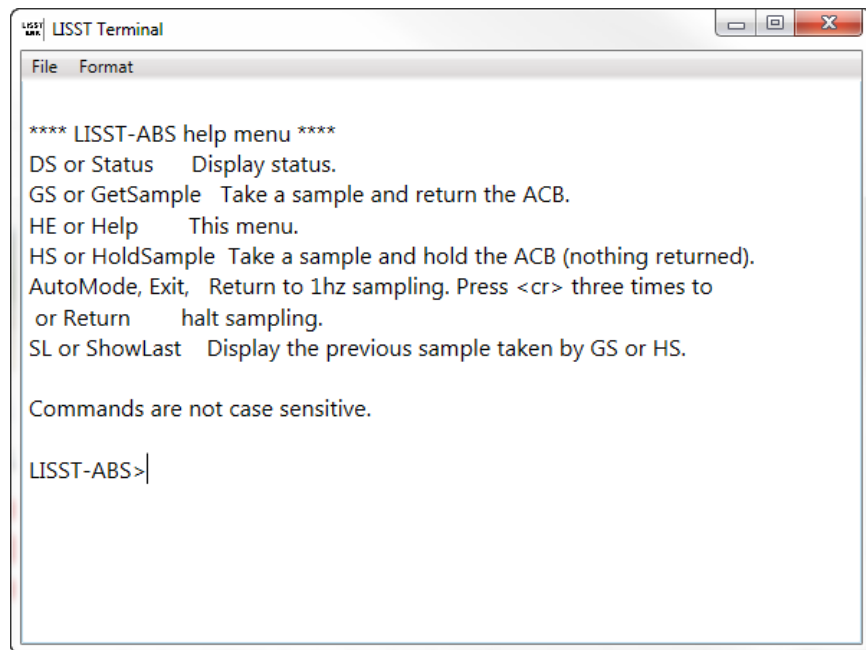 LISST Terminal
File Format
**** LISST-ABS help menu ****
DS or Status Display status.
GS or GetSample Take a sample and return the ACB.
HE or Help This menu.
HS or HoldSample Take a sample and hold the ACB (nothing returned).
AutoMode, Exit, Return to 1hz sampling. Press <cr> three times to
or Return halt sampling.
SL or ShowLast Display the previous sample taken by GS or HS.
Commands are not case sensitive.
LISST-ABS>